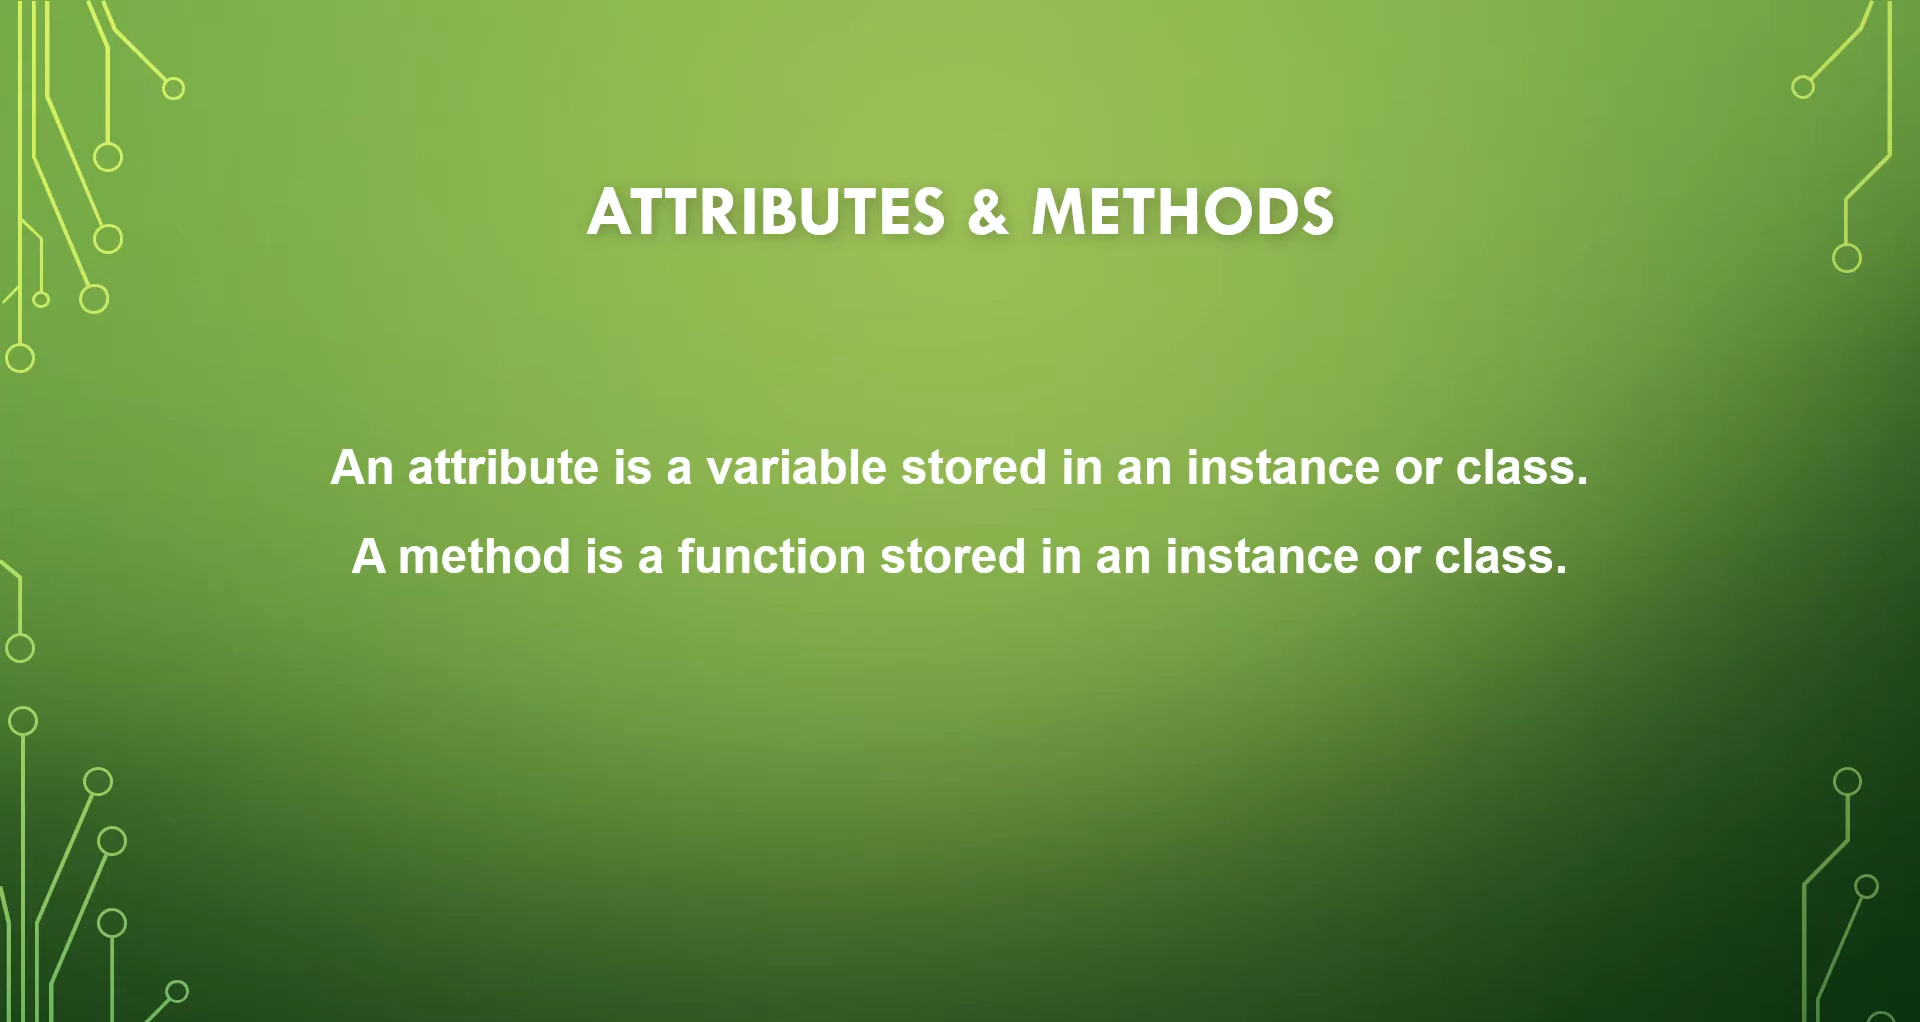 ATTRIBUTES & METHODS
An attribute is a variable stored in an instance or class.
A method is a function stored in an instance or class.